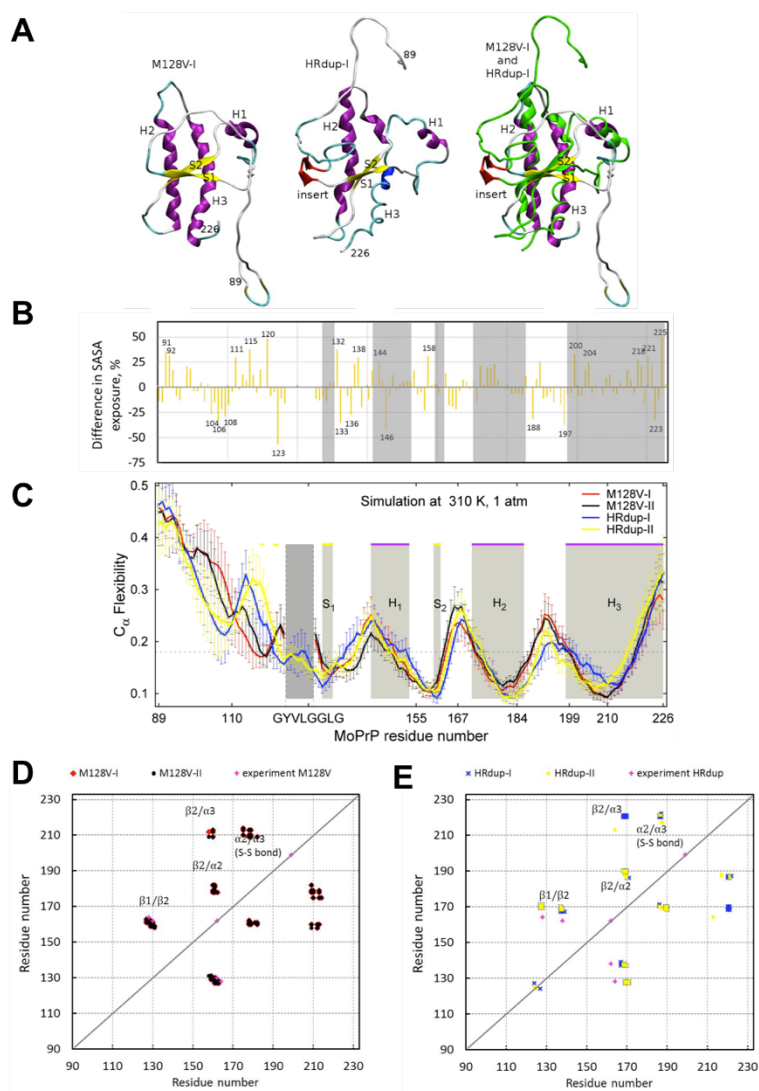 A
M128V-I
H2
H1
S2
S1
H3
226
89
HRdup-I
89
H2
H1
S2
S1
insert
H3
226
M128V-I
and
HRdup-I
H2
H1
S2
S1
insert
H3
226
89
B
Difference in SASA
exposure, %
50
25
0
-25
-50
-75
91
92
104
106
108
111
115
120
123
132
133
136
138
144
146
158
188
197
200
204
218
221
223
225
C
Simulation at 310 K, 1 atm
M128V-I
M128V-II
HRdup-I
HRdup-II
Cα Flexibility
0.5
0.4
0.3
0.2
0.1
S1
H1
S2
H2
H3
89 110 GYVLGGLG 155 167 184 199 210 226
MoPrP residue number
D
M128V-I M128V-II experiment M128V
Residue number
230
210
190
170
150
130
110
90
β2/α3
α2/α3
(S-S bond)
β2/α2
β1/β2
90 110 130 150 170 190 210 230
Residue number
E
HRdup-I HRdup-II experiment HRdup
Residue number
230
210
190
170
150
130
110
90
β2/α3
α2/α3
(S-S bond)
β2/α2
β1/β2
90 110 130 150 170 190 210 230
Residue number